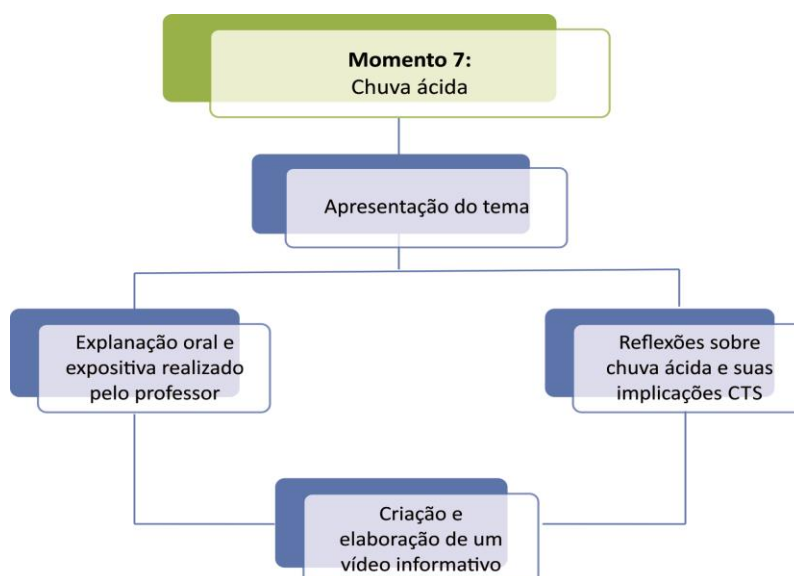 Momento 7:
Chuva ácida
Apresentação do tema
Explanação oral e
expositiva realizado
pelo professor
Reflexões sobre
chuva ácida e suas
implicações CTS
Criação e
elaboração de um
vídeo informativo